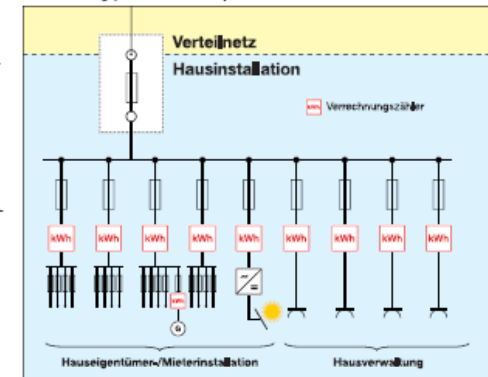 Verteilnetz
Hausinstallation
kWh Verrechnungszähler
kWh kWh kWh kWh kWh kWh kWh kWh kWh
kWh
G
Hauseigentümer-/Mieterinstallation Hausverwaltung